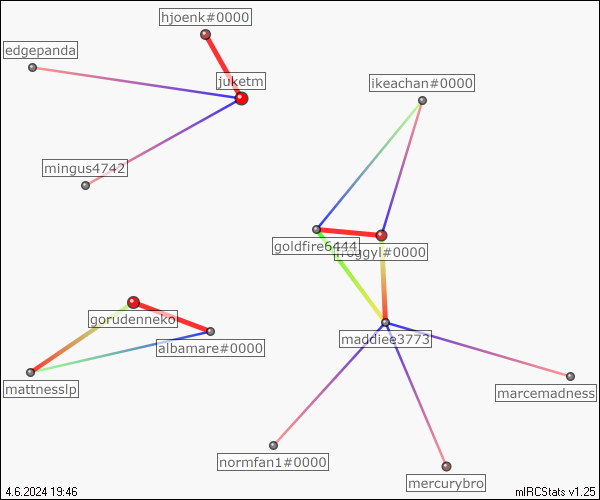 hjoenk#0000
edgepanda
juketm
ikeachan#0000
mingus4742
goldfire6444
froggyl#0000
gorudenneko
maddiee3773
albamare#0000
mattnesslp
marcemadness
normfan1#0000
mercurybro
4.6.2024 19:46
mIRCStats v1.25